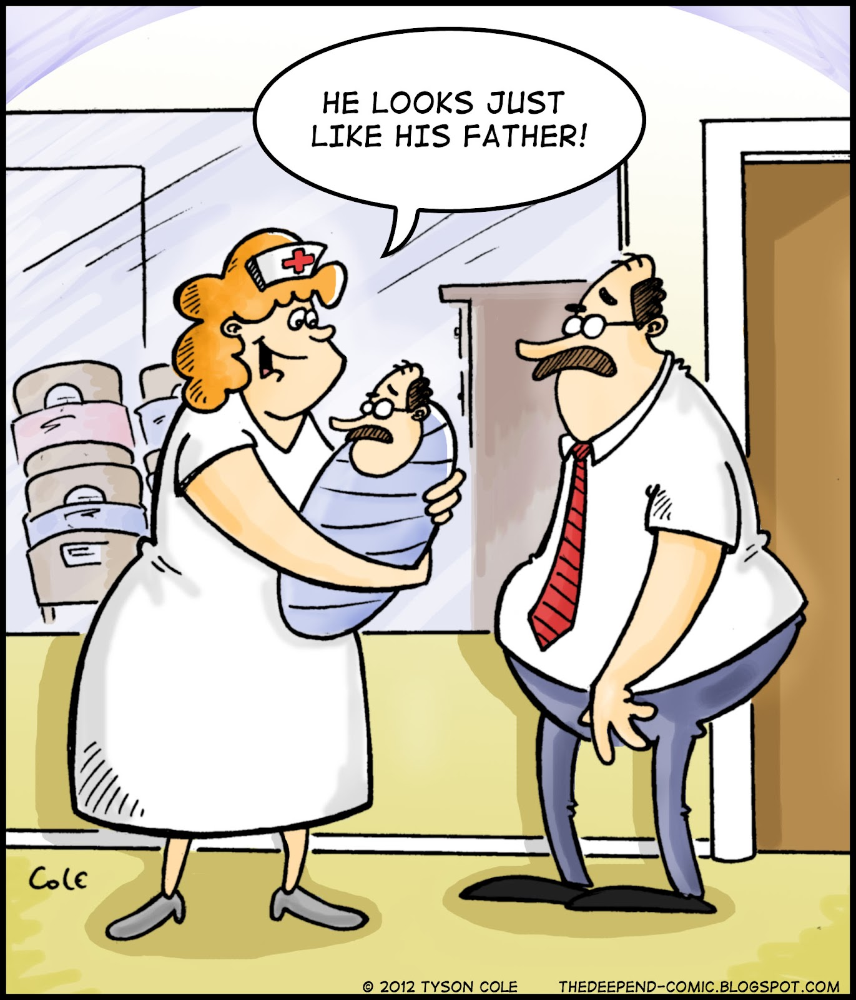 HE LOOKS JUST
LIKE HIS FATHER!
Cole
© 2012 TYSON COLE THEDEEPEND-COMIC.BLOGSPOT.COM